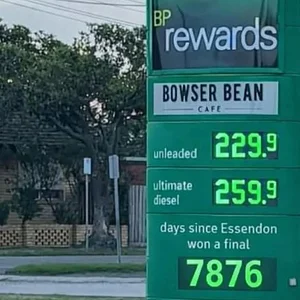 BP
rewards
BOWSER BEAN
CAFE
unleaded 229.9
ultimate
diesel 259.9
days since Essendon
won a final
7876